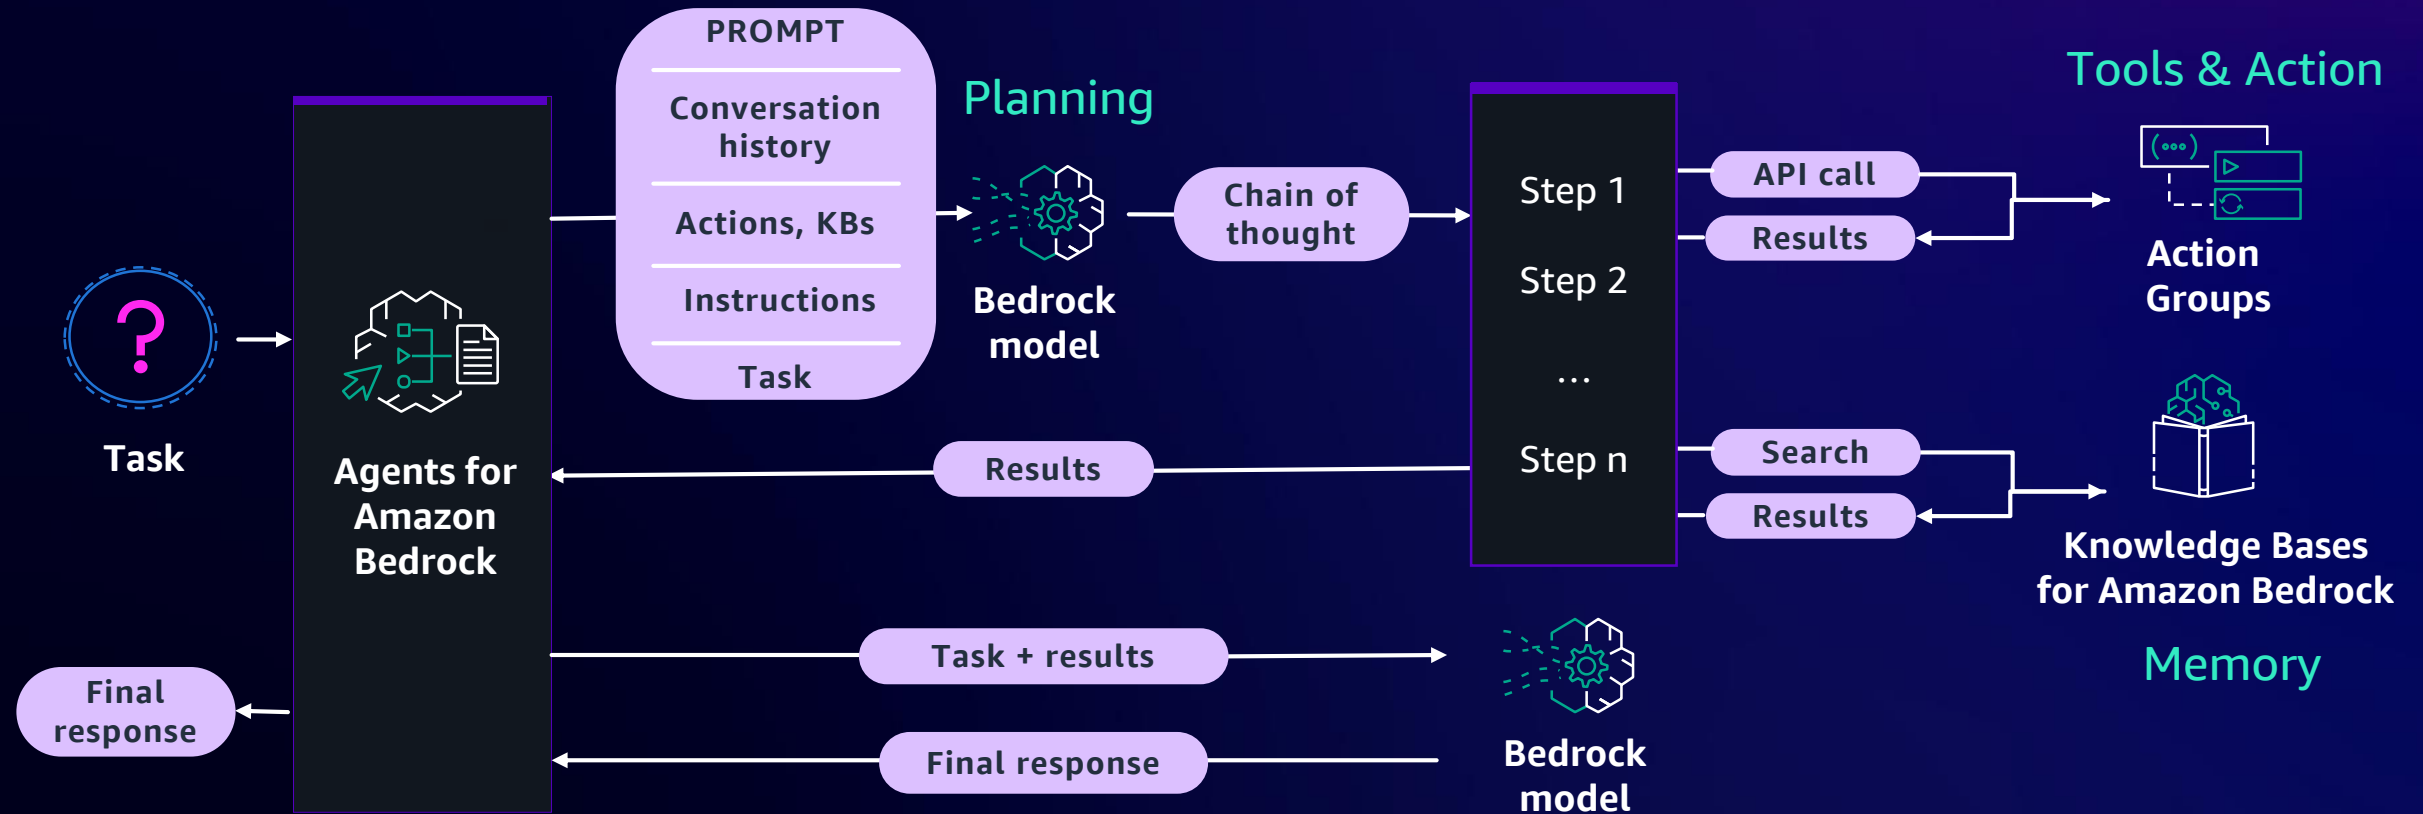 Task
Final
response
Agents for
Amazon
Bedrock
PROMPT
Conversation
history
Actions, KBs
Instructions
Task
Planning
Bedrock
model
Chain of
thought
Step 1
Step 2
...
Step n
API call
Results
Tools & Action
Action
Groups
Search
Results
Knowledge Bases
for Amazon Bedrock
Memory
Results
Task + results
Final response
Bedrock
model